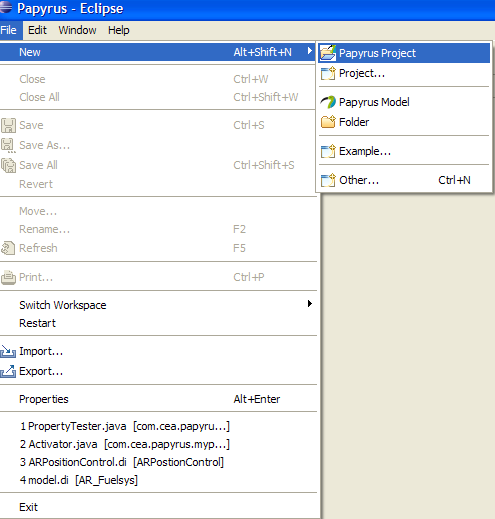 Papyrus - Eclipse
File Edit Window Help
New Alt+Shift+N
Close Ctrl+W
Close All Ctrl+Shift+W
Save Ctrl+S
Save As...
Save All Ctrl+Shift+S
Revert
Move...
Rename... F2
Refresh F5
Print... Ctrl+P
Switch Workspace
Restart
Import...
Export...
Properties Alt+Enter
1 PropertyTester.java [com.cea.papyru...]
2 Activator.java [com.cea.papyrus.myp...]
3 ARPositionControl.di [ARPostionControl]
4 model.di [AR_Fuelsys]
Exit
Papyrus Project
Project...
Papyrus Model
Folder
Example...
Other... Ctrl+N